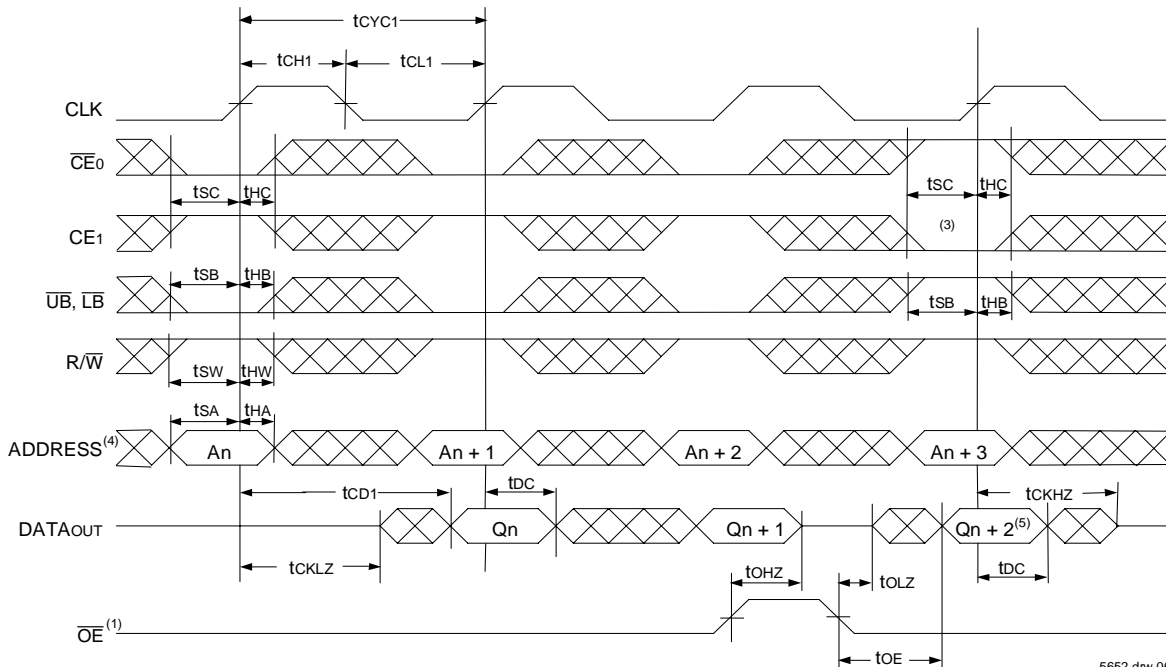 tCYC1
tCH1 tCL1
CLK
CE0
tSC tHC tSC tHC
CE1 (3)
tSB tHB
UB, LB tSB tHB
R/W
tSW tHW
tSA tHA
ADDRESS(4) An An + 1 An + 2 An + 3
tCD1 tDC tCKHZ
DATAOUT Qn Qn + 1 Qn + 2(5)
tCKLZ tOHZ tOLZ tDC
OE (1)
tOE